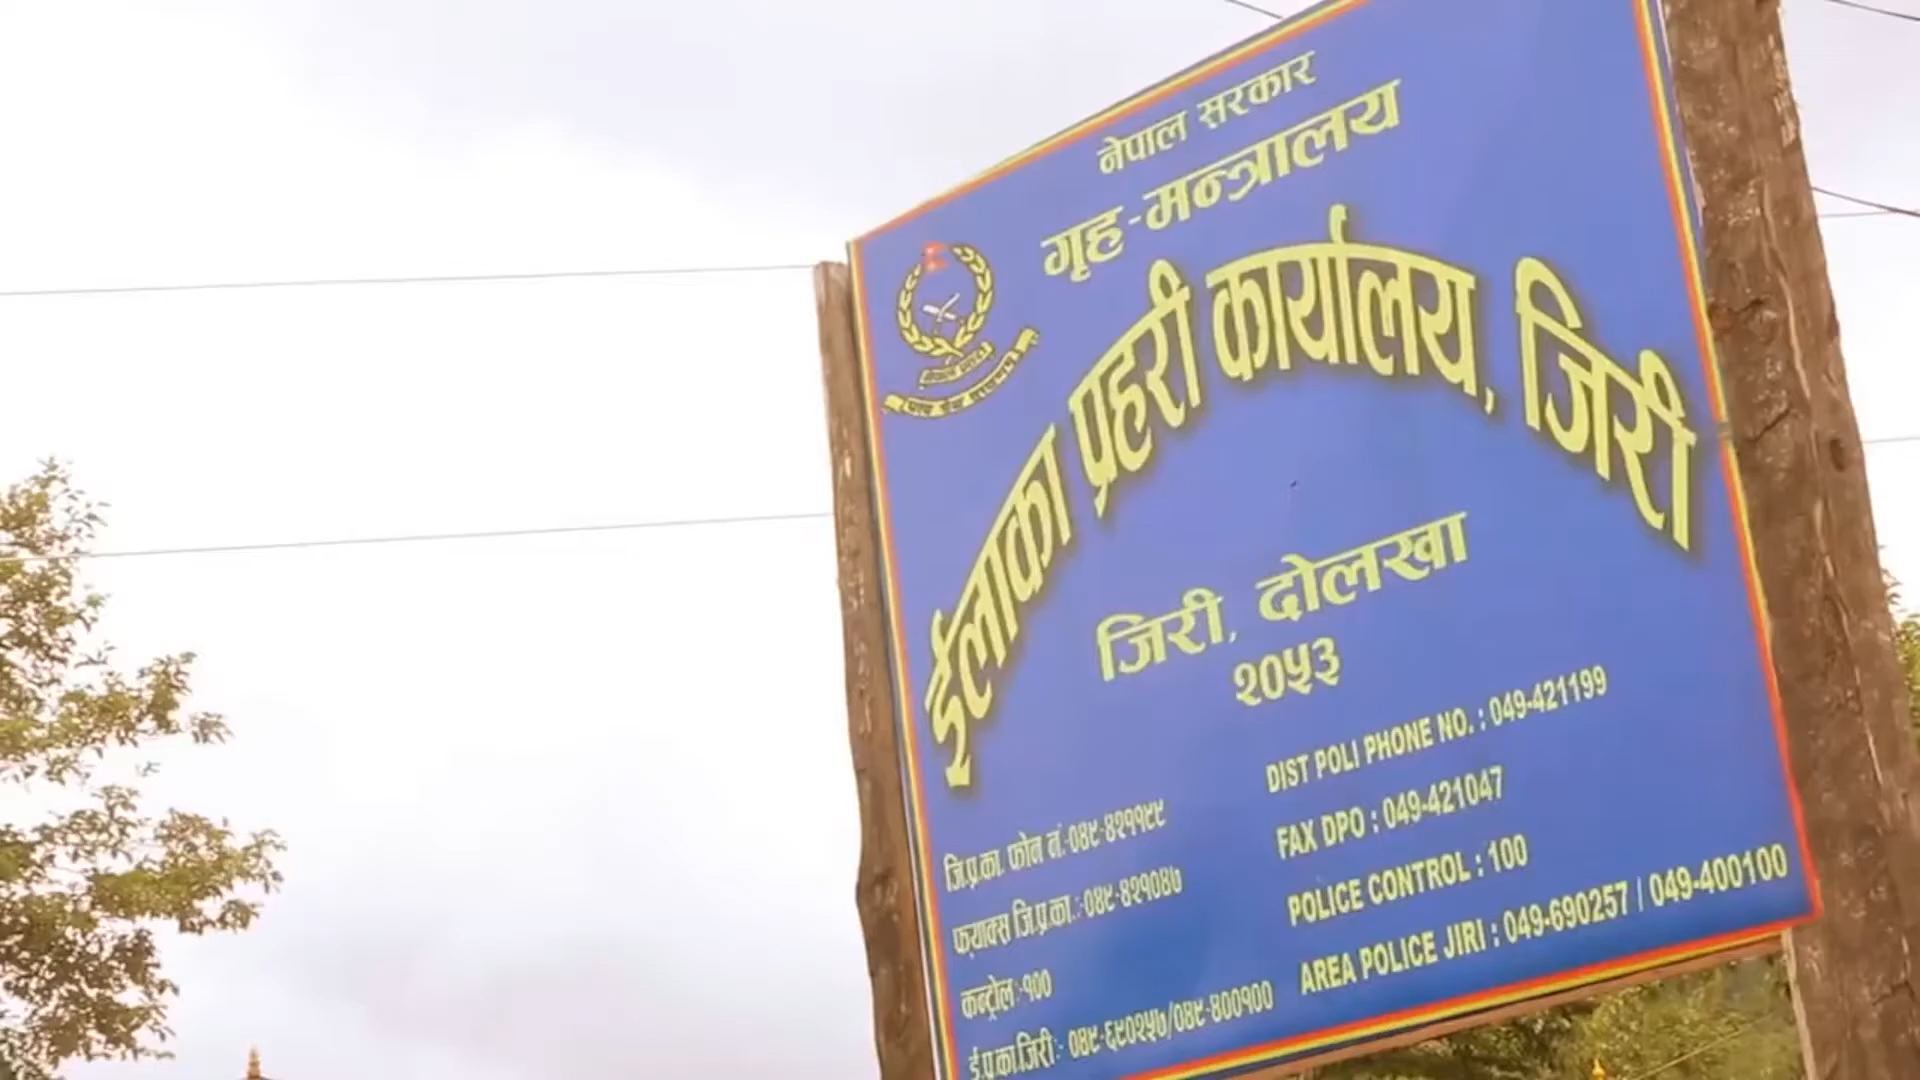 नेपाल सरकार
गृह-मन्त्रालय
ईलाका प्रहरी कार्यालय, जिरी
जिरी, दोलखा
२०५३
जि.प्र.का. फोन नं.:-०४९-४२११९९
फ्याक्स जि.प्र.का.:-०४९-४२१०४७
कन्ट्रोल:-१००
ई.प्र.का.जिरी:- ०४९-६९०२५७/०४९-४००१००
DIST POLI PHONE NO. : 049-421199
FAX DPO : 049-421047
POLICE CONTROL : 100
AREA POLICE JIRI : 049-690257 / 049-400100